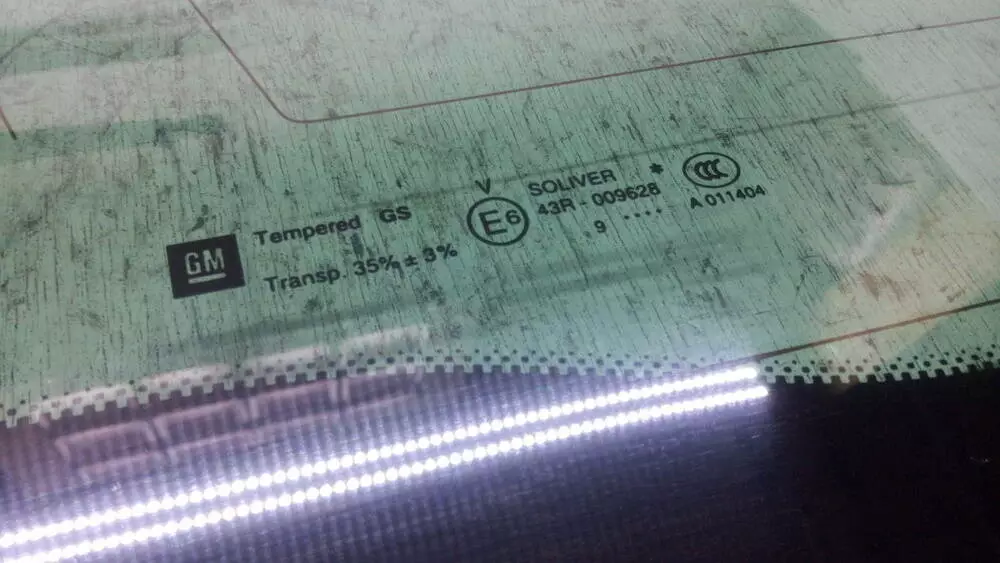 GM
Tempered GS
Transp. 35% ± 3%
V
E6
SOLIVER *
43R - 009628
9 ....
CCC
A 011404